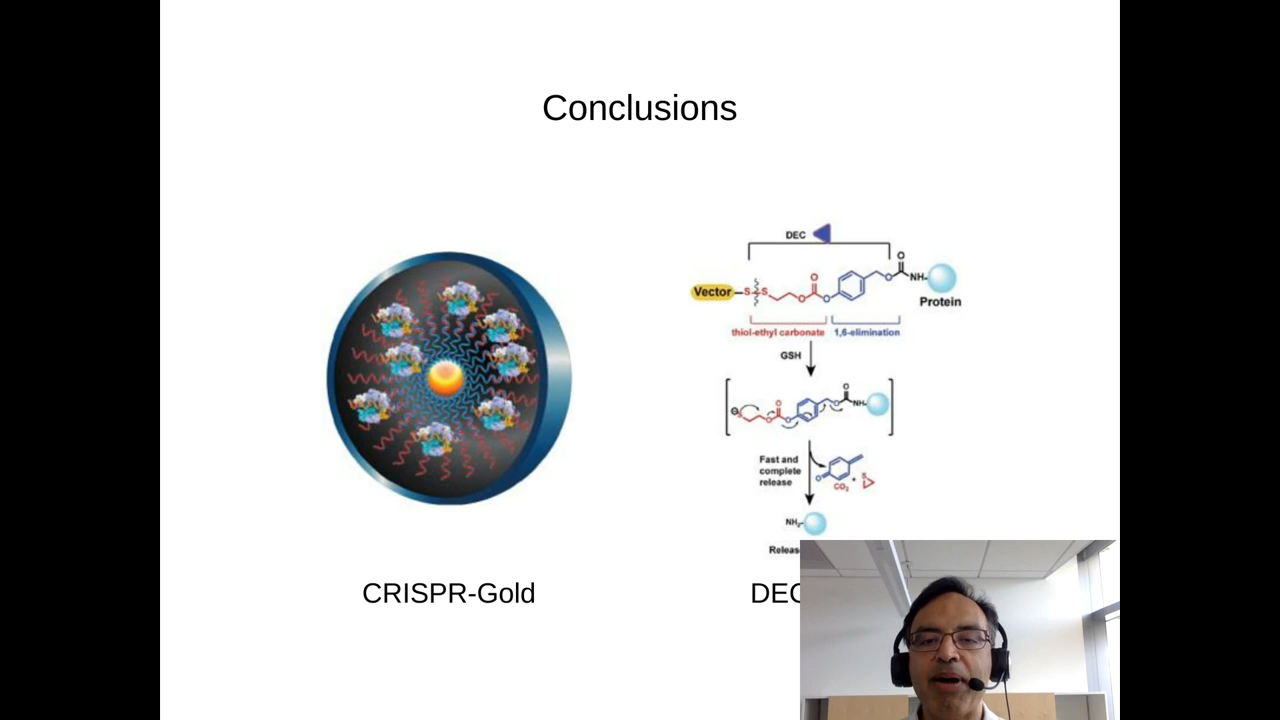 Conclusions
DEC
O
O
O
NH
Vector
S
S
O
O
Protein
thiol-ethyl carbonate
1,6-elimination
GSH
O
O
O
O
O
NH
S
Fast and
complete
release
O
S
CO2
+
NH2
Releas
CRISPR-Gold
DEC